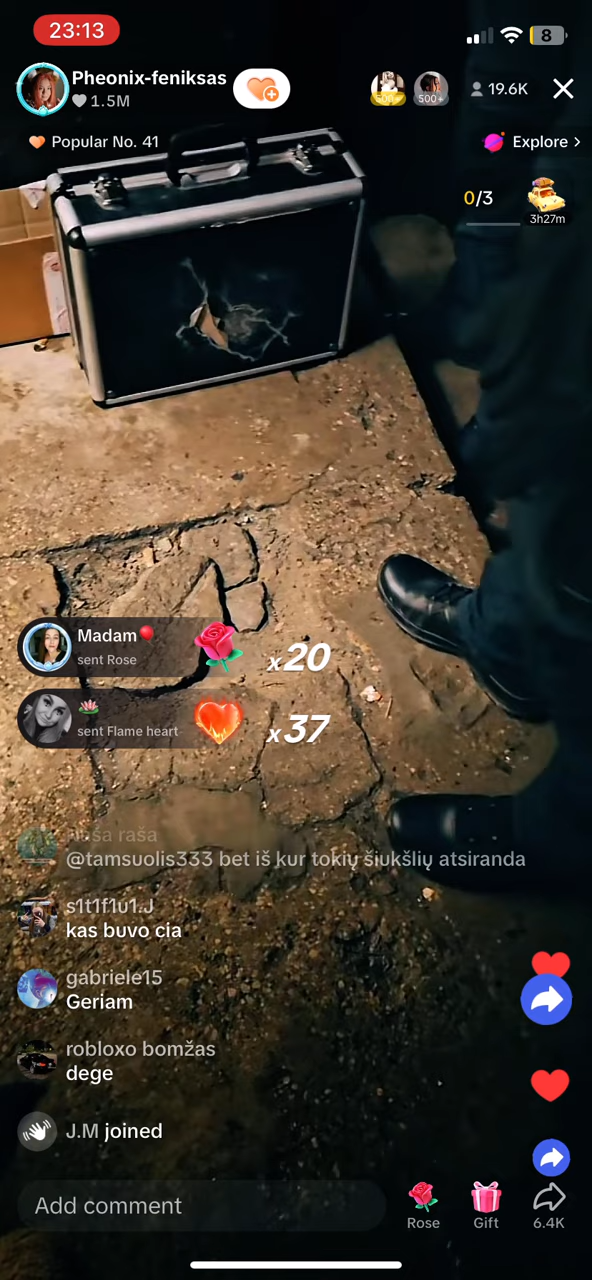 23:13
8
Pheonix-feniksas
1.5M
500+
500+
19.6K
Popular No. 41
Explore >
0/3
3h27m
Madam
sent Rose
x20
sent Flame heart
x37
raša
@tamsuolis333 bet iš kur tokių šiukšlių atsiranda
s1t1f1u1.J
kas buvo cia
gabriele15
Geriam
robloxo bomžas
dege
J.M joined
Add comment
Rose
Gift
6.4K